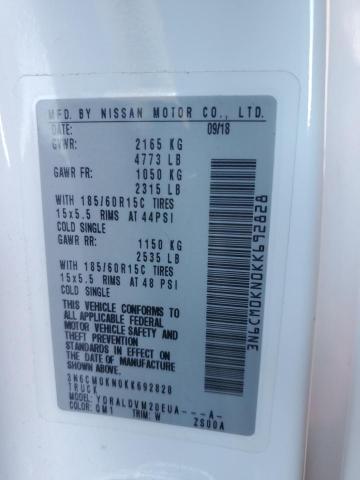 MFD. BY NISSAN MOTOR CO., LTD.
DATE: 09/18
GVWR: 2165 KG
4773 LB
GAWR FR: 1050 KG
2315 LB
WITH 185/60R15C TIRES
15x5.5 RIMS AT 44PSI
COLD SINGLE
GAWR RR: 1150 KG
2535 LB
WITH 185/60R15C TIRES
15x5.5 RIMS AT 48 PSI
COLD SINGLE
THIS VEHICLE CONFORMS TO
ALL APPLICABLE FEDERAL
MOTOR VEHICLE SAFETY AND
THEFT PREVENTION
STANDARDS IN EFFECT ON
THE DATE OF MANUFACTURE
SHOWN ABOVE.
3N6CM0KN0KK692828
TRUCK
MODEL: YDRALDVM20EUA----A-
COLOR: QM1 TRIM: W ZS00A
3N6CM0KN0KK692828